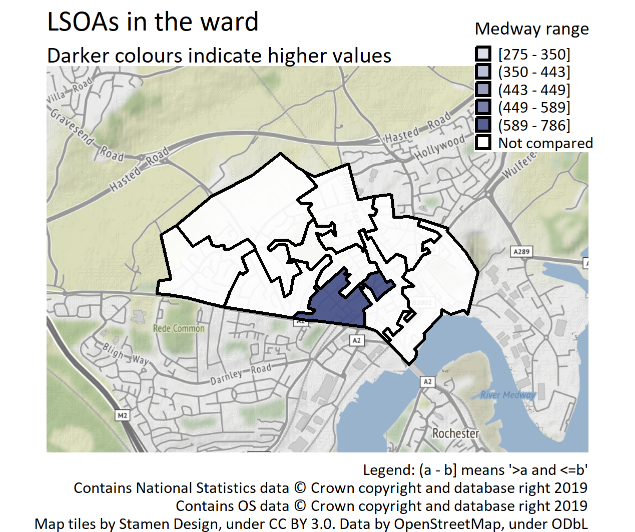 LSOAs in the ward
Darker colours indicate higher values
Medway range
[275 - 350]
(350 - 443]
(443 - 449]
(449 - 589]
(589 - 786]
Not compared
Villa Road
Gravesend Road
Hasted Road
Hasted Road
Hollywood
Wulfere
A289
Rede Common
A2
Bligh Way
Darnley Road
A2
M2
River Medway
Rochester
Legend: (a - b] means '>a and <=b'
Contains National Statistics data © Crown copyright and database right 2019
Contains OS data © Crown copyright and database right 2019
Map tiles by Stamen Design, under CC BY 3.0. Data by OpenStreetMap, under ODbL